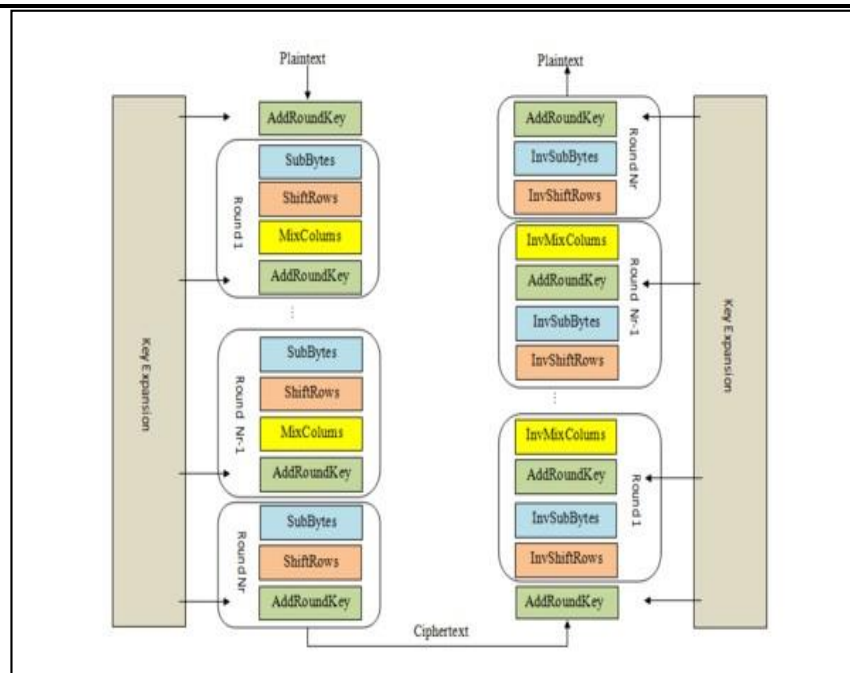 Plaintext
AddRoundKey
SubBytes
ShiftRows
MixColums
AddRoundKey
Round 1
SubBytes
ShiftRows
MixColums
AddRoundKey
Round Nr-1
SubBytes
ShiftRows
AddRoundKey
Round Nr
Key Expansion
Ciphertext
Plaintext
AddRoundKey
InvSubBytes
InvShiftRows
Round Nr
InvMixColums
AddRoundKey
InvSubBytes
InvShiftRows
Round Nr-1
InvMixColums
AddRoundKey
InvSubBytes
InvShiftRows
Round 1
AddRoundKey
Key Expansion